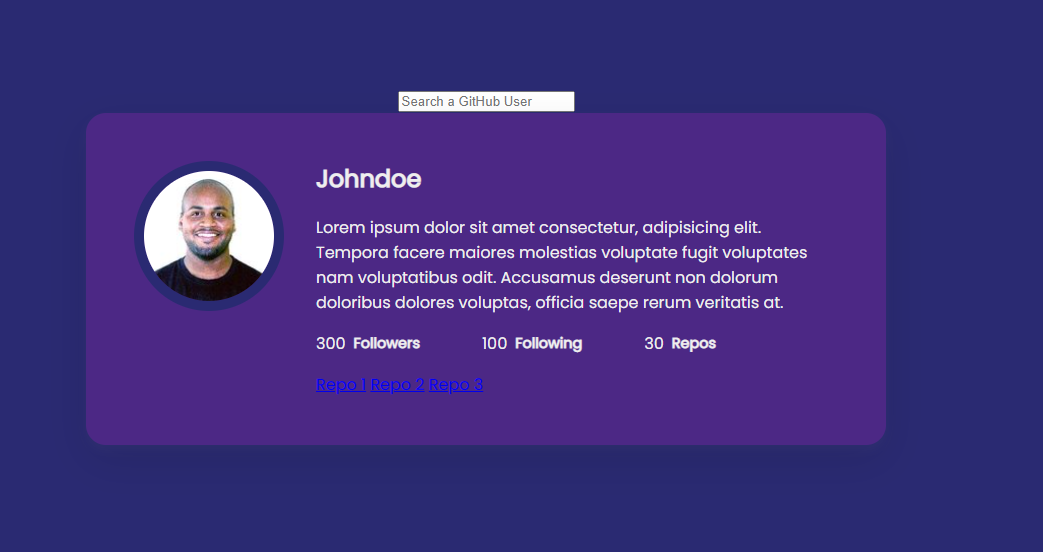 Search a GitHub User
Johndoe
Lorem ipsum dolor sit amet consectetur, adipisicing elit.
Tempora facere maiores molestias voluptate fugit voluptates
nam voluptatibus odit. Accusamus deserunt non dolorum
doloribus dolores voluptas, officia saepe rerum veritatis at.
300 Followers 100 Following 30 Repos
Repo 1 Repo 2 Repo 3